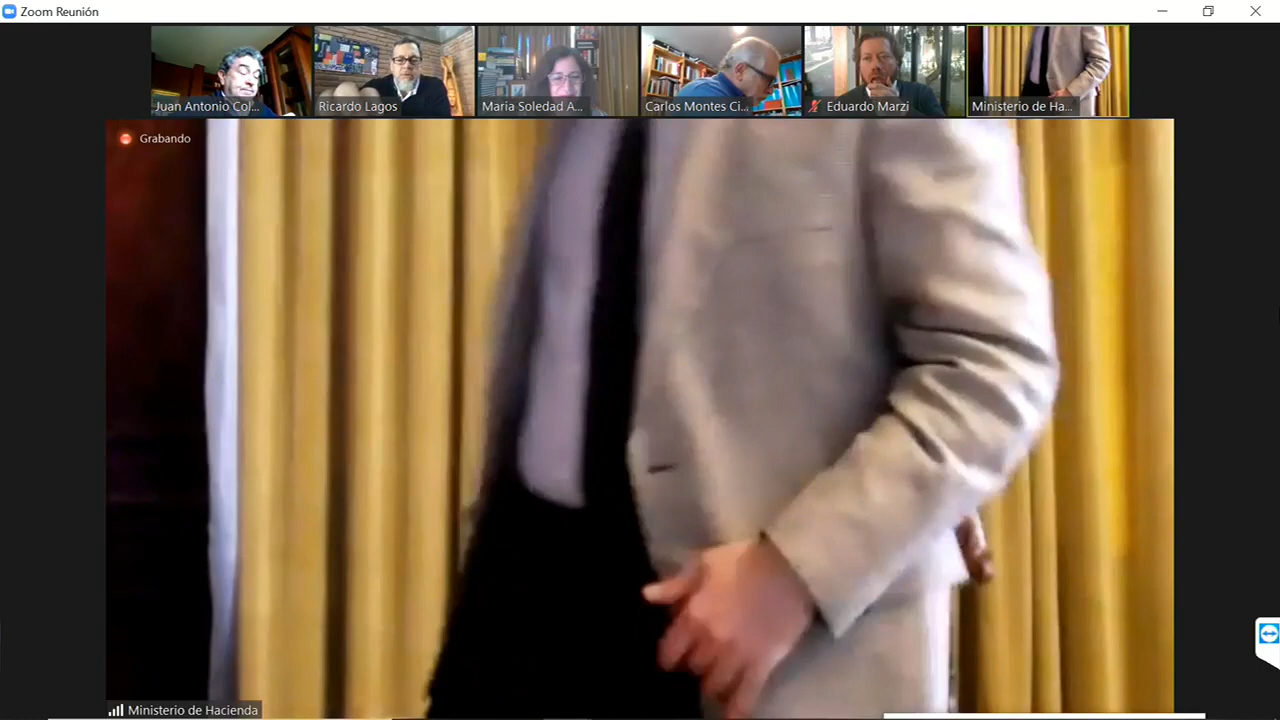 Zoom Reunión
Juan Antonio Col...
Ricardo Lagos
Maria Soledad A...
Carlos Montes Ci...
Eduardo Marzi
Ministerio de Ha...
Grabando
Ministerio de Hacienda